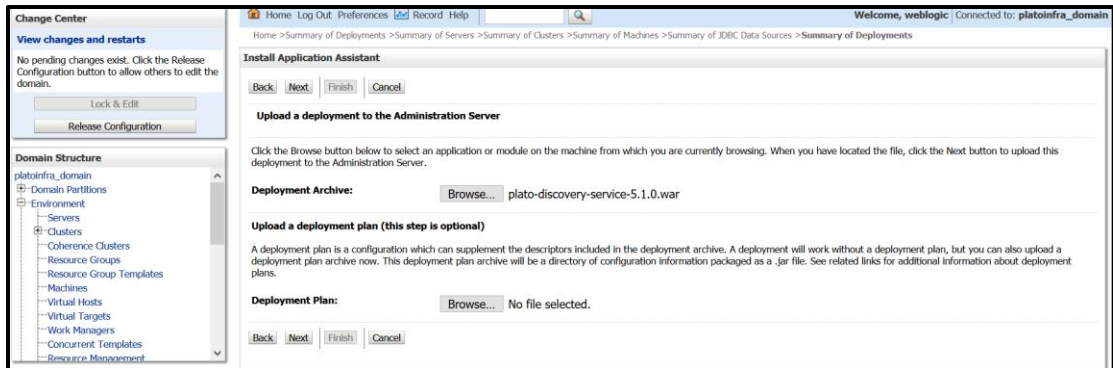 Change Center
View changes and restarts
No pending changes exist. Click the Release
Configuration button to allow others to edit the
domain.
Lock & Edit
Release Configuration
Domain Structure
platoinfra_domain
Domain Partitions
Environment
Servers
Clusters
Coherence Clusters
Resource Groups
Resource Group Templates
Machines
Virtual Hosts
Virtual Targets
Work Managers
Concurrent Templates
Resource Management
Home Log Out Preferences Record Help
Welcome, weblogic Connected to: platoinfra_domain
Home >Summary of Deployments >Summary of Servers >Summary of Clusters >Summary of Machines >Summary of JDBC Data Sources >Summary of Deployments
Install Application Assistant
Back Next Finish Cancel
Upload a deployment to the Administration Server
Click the Browse button below to select an application or module on the machine from which you are currently browsing. When you have located the file, click the Next button to upload this
deployment to the Administration Server.
Deployment Archive: Browse... plato-discovery-service-5.1.0.war
Upload a deployment plan (this step is optional)
A deployment plan is a configuration which can supplement the descriptors included in the deployment archive. A deployment will work without a deployment plan, but you can also upload a
deployment plan archive now. This deployment plan archive will be a directory of configuration information packaged as a .jar file. See related links for additional information about deployment
plans.
Deployment Plan: Browse... No file selected.
Back Next Finish Cancel